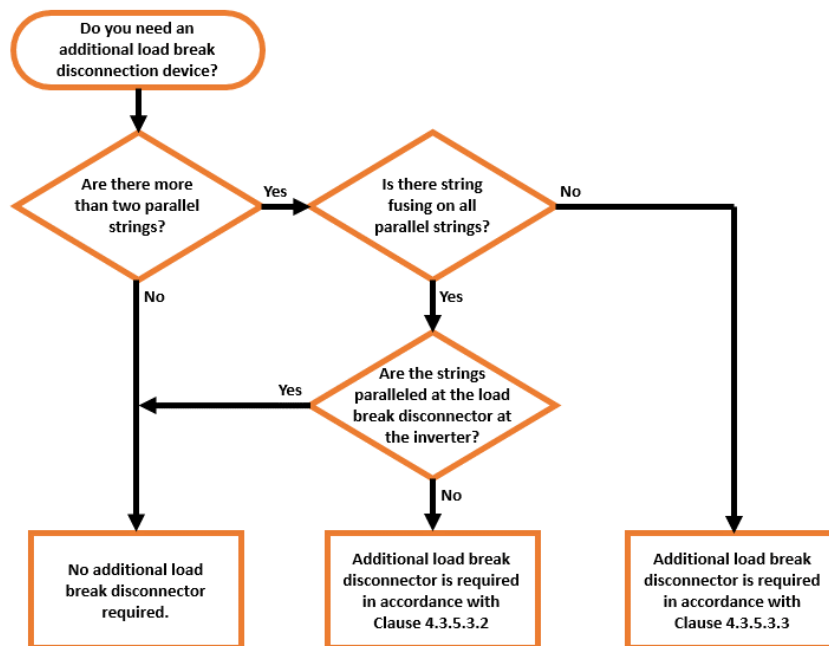 Do you need an
additional load break
disconnection device?
Are there more
than two parallel
strings?
Yes
Is there string
fusing on all
parallel strings?
No
No
Yes
Are the strings
paralleled at the load
break disconnector at
the inverter?
Yes
No
No additional load
break disconnector
required.
Additional load break
disconnector is required
in accordance with
Clause 4.3.5.3.2
Additional load break
disconnector is required
in accordance with
Clause 4.3.5.3.3